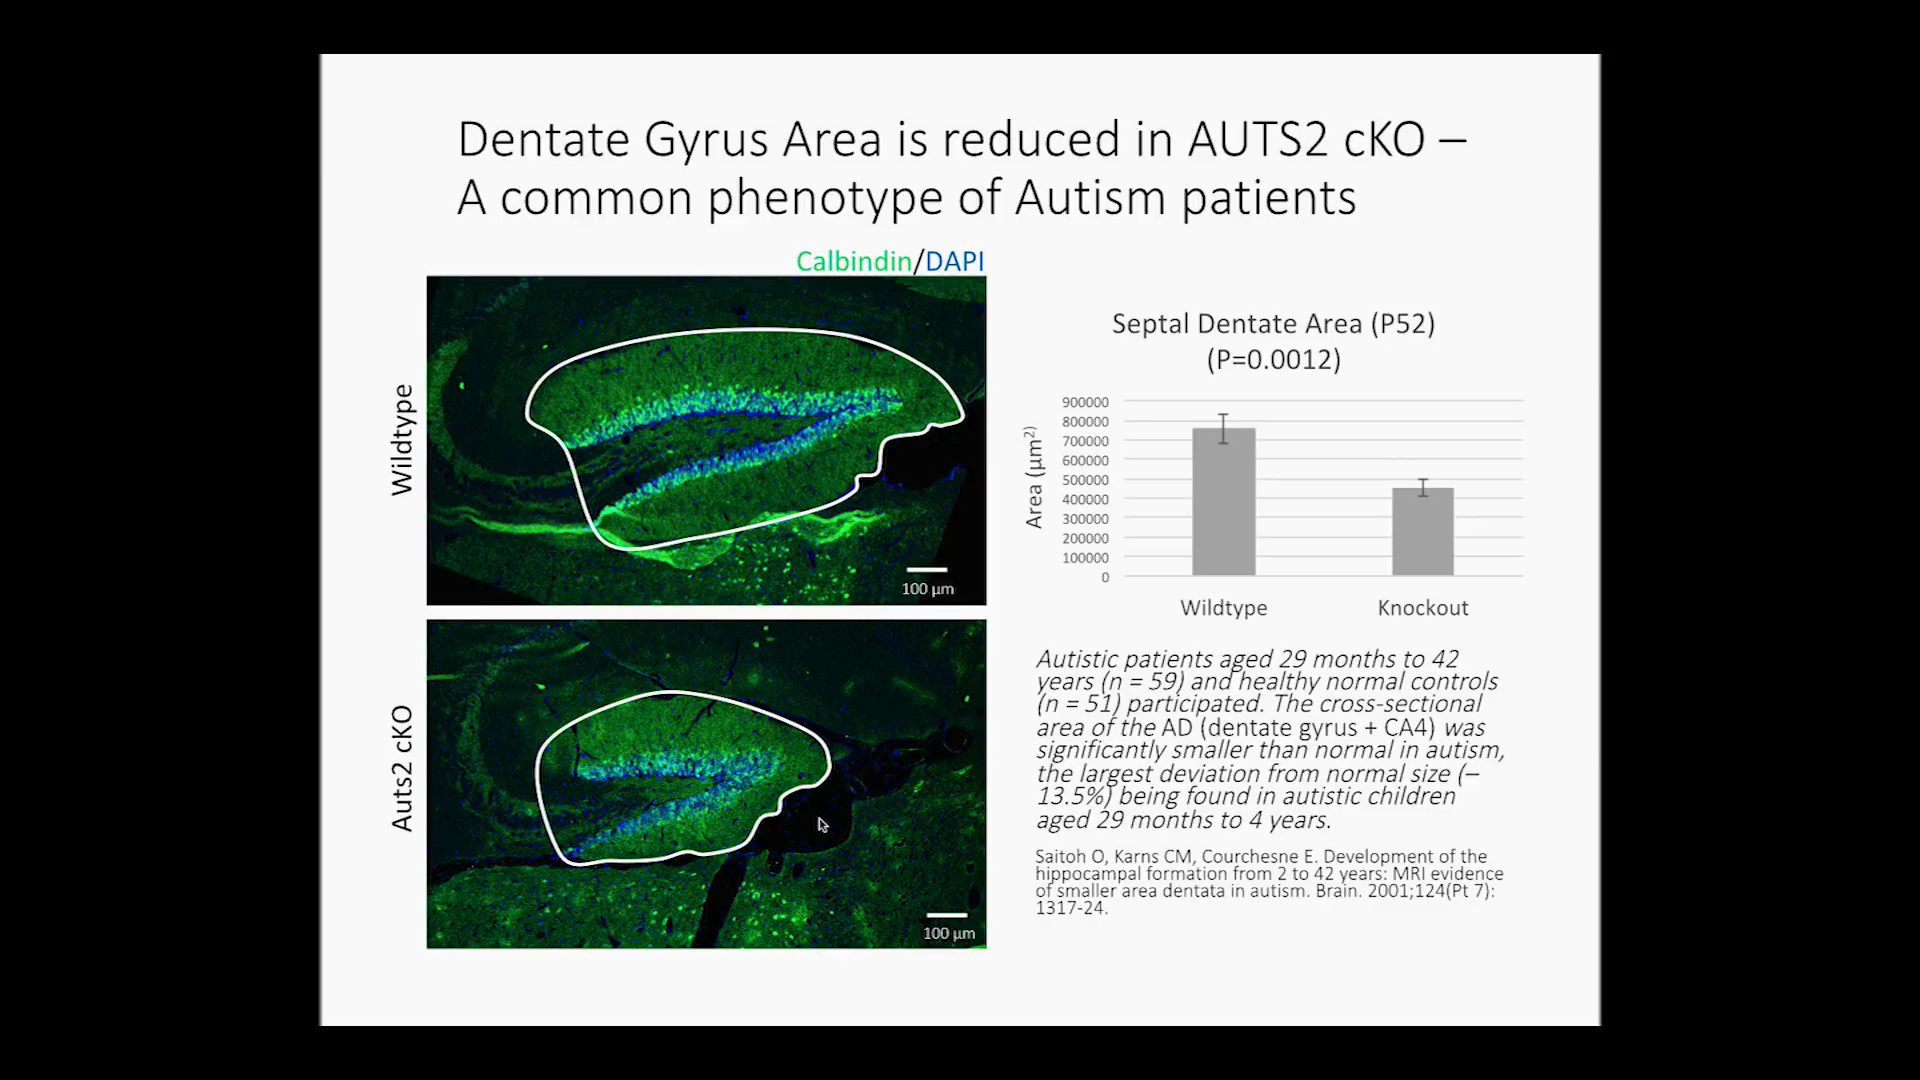 Dentate Gyrus Area is reduced in AUTS2 cKO –
A common phenotype of Autism patients
Calbindin/DAPI
Wildtype
100 µm
Auts2 cKO
100 µm
Septal Dentate Area (P52)
(P=0.0012)
Area (µm²)
900000
800000
700000
600000
500000
400000
300000
200000
100000
0
Wildtype
Knockout
Autistic patients aged 29 months to 42
years (n = 59) and healthy normal controls
(n = 51) participated. The cross-sectional
area of the AD (dentate gyrus + CA4) was
significantly smaller than normal in autism,
the largest deviation from normal size (–
13.5%) being found in autistic children
aged 29 months to 4 years.
Saitoh O, Karns CM, Courchesne E. Development of the
hippocampal formation from 2 to 42 years: MRI evidence
of smaller area dentata in autism. Brain. 2001;124(Pt 7):
1317-24.